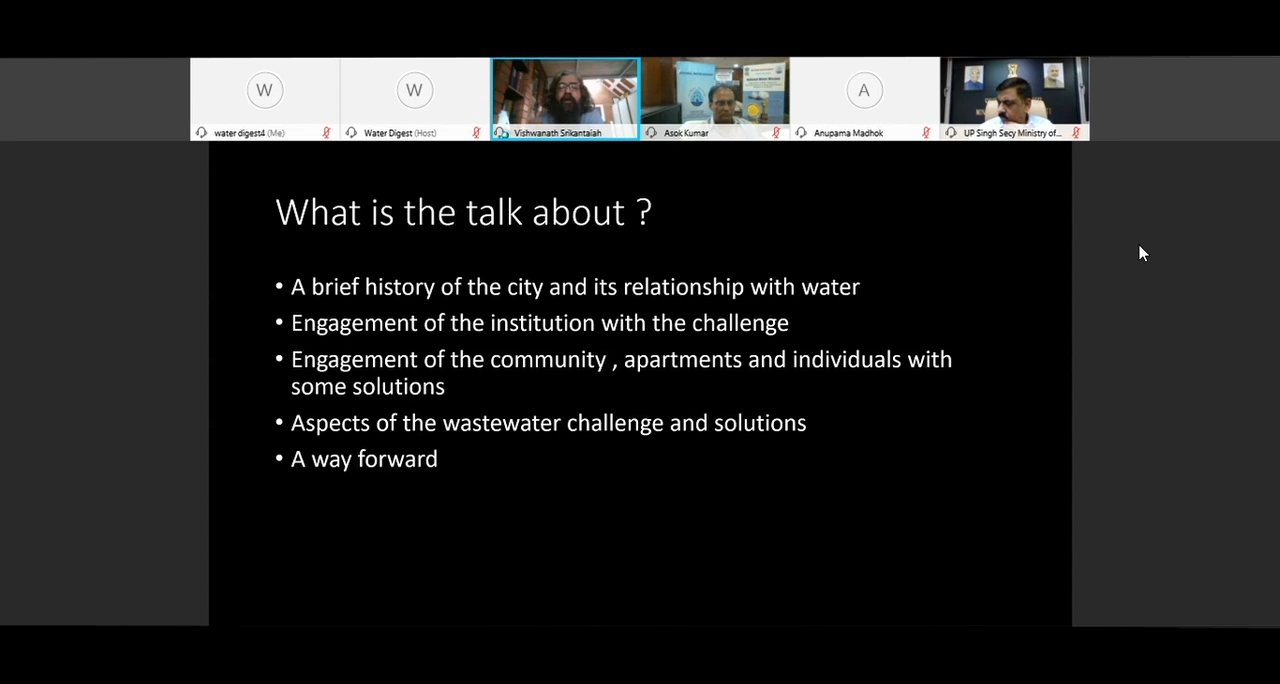 W
W
A
water digest4 (Me)
Water Digest (Host)
Vishwanath Srikantaiah
Asok Kumar
Anupama Madhok
UP Singh Secy Ministry of...
What is the talk about ?
• A brief history of the city and its relationship with water
• Engagement of the institution with the challenge
• Engagement of the community , apartments and individuals with
some solutions
• Aspects of the wastewater challenge and solutions
• A way forward